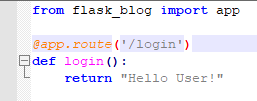 from flask_blog import app
@app.route('/login')
def login():
    return "Hello User!"